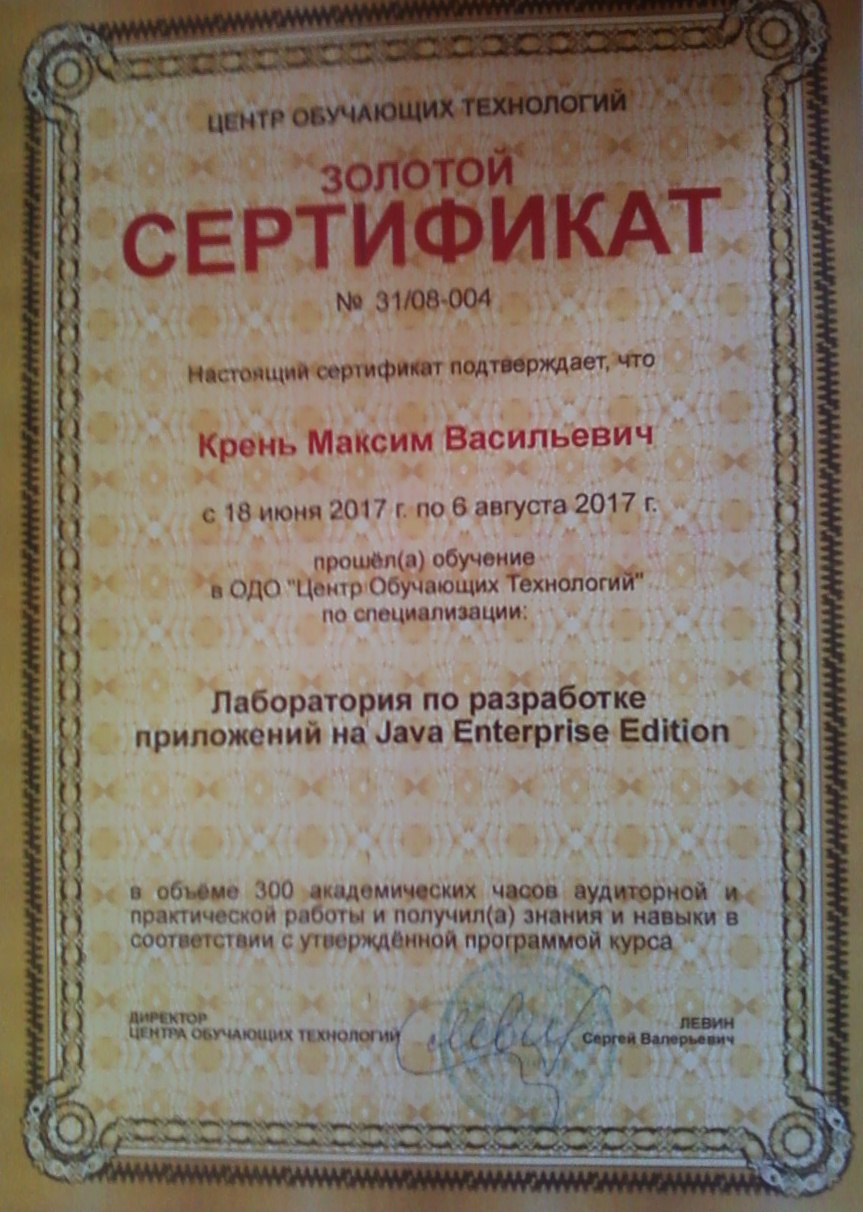 ЦЕНТР ОБУЧАЮЩИХ ТЕХНОЛОГИЙ
ЗОЛОТОЙ
СЕРТИФИКАТ
№ 31/08-004
Настоящий сертификат подтверждает, что
Крень Максим Васильевич
с 18 июня 2017 г. по 6 августа 2017 г.
прошёл(а) обучение
в ОДО "Центр Обучающих Технологий"
по специализации:
Лаборатория по разработке
приложений на Java Enterprise Edition
в объёме 300 академических часов аудиторной и
практической работы и получил(а) знания и навыки в
соответствии с утверждённой программой курса
ДИРЕКТОР
ЦЕНТРА ОБУЧАЮЩИХ ТЕХНОЛОГИЙ
Левин
ЛЕВИН
Сергей Валерьевич